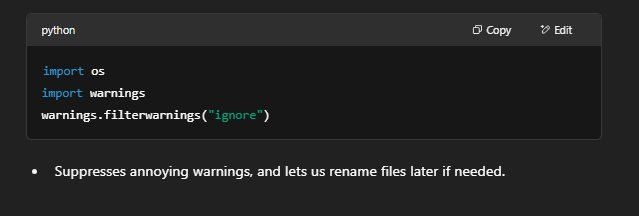 python Copy Edit
import os
import warnings
warnings.filterwarnings("ignore")
• Suppresses annoying warnings, and lets us rename files later if needed.